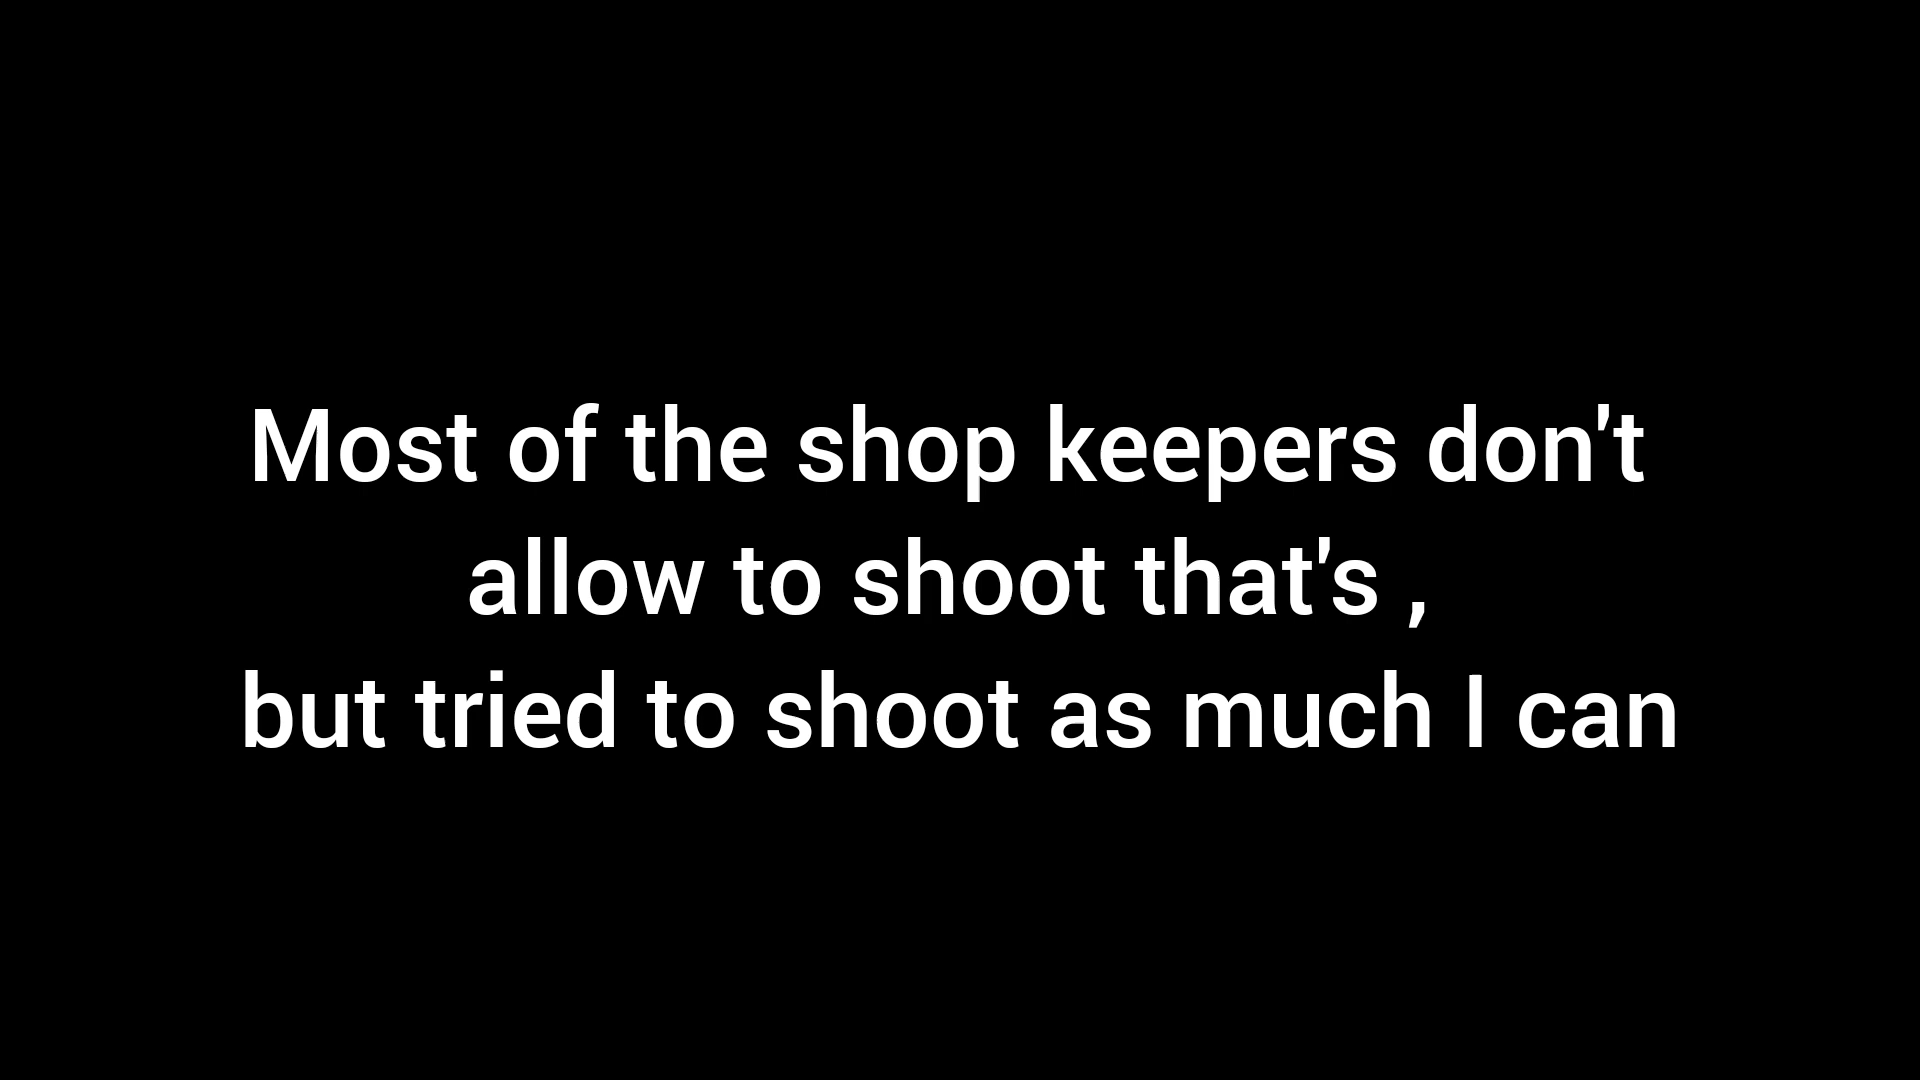 Most of the shop keepers don't
allow to shoot that's ,
but tried to shoot as much I can